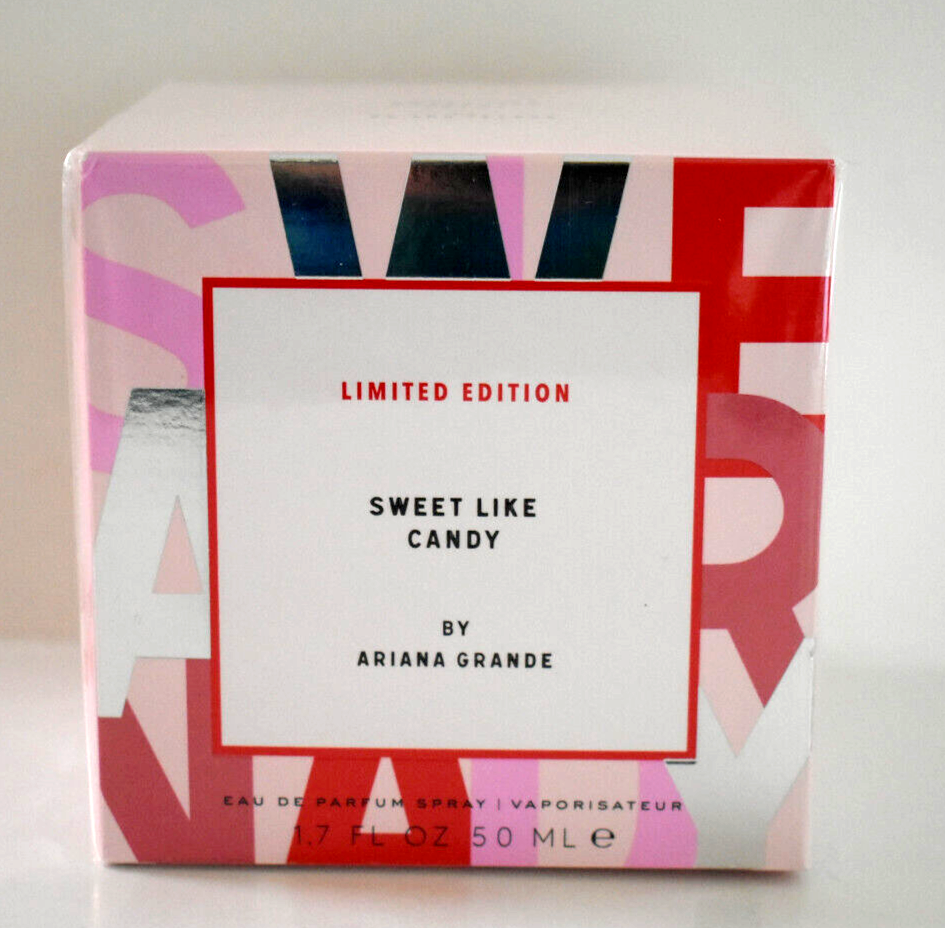 LIMITED EDITION
SWEET LIKE
CANDY
BY
ARIANA GRANDE
EAU DE PARFUM SPRAY | VAPORISATEUR
1.7 FL OZ 50 ML ℮